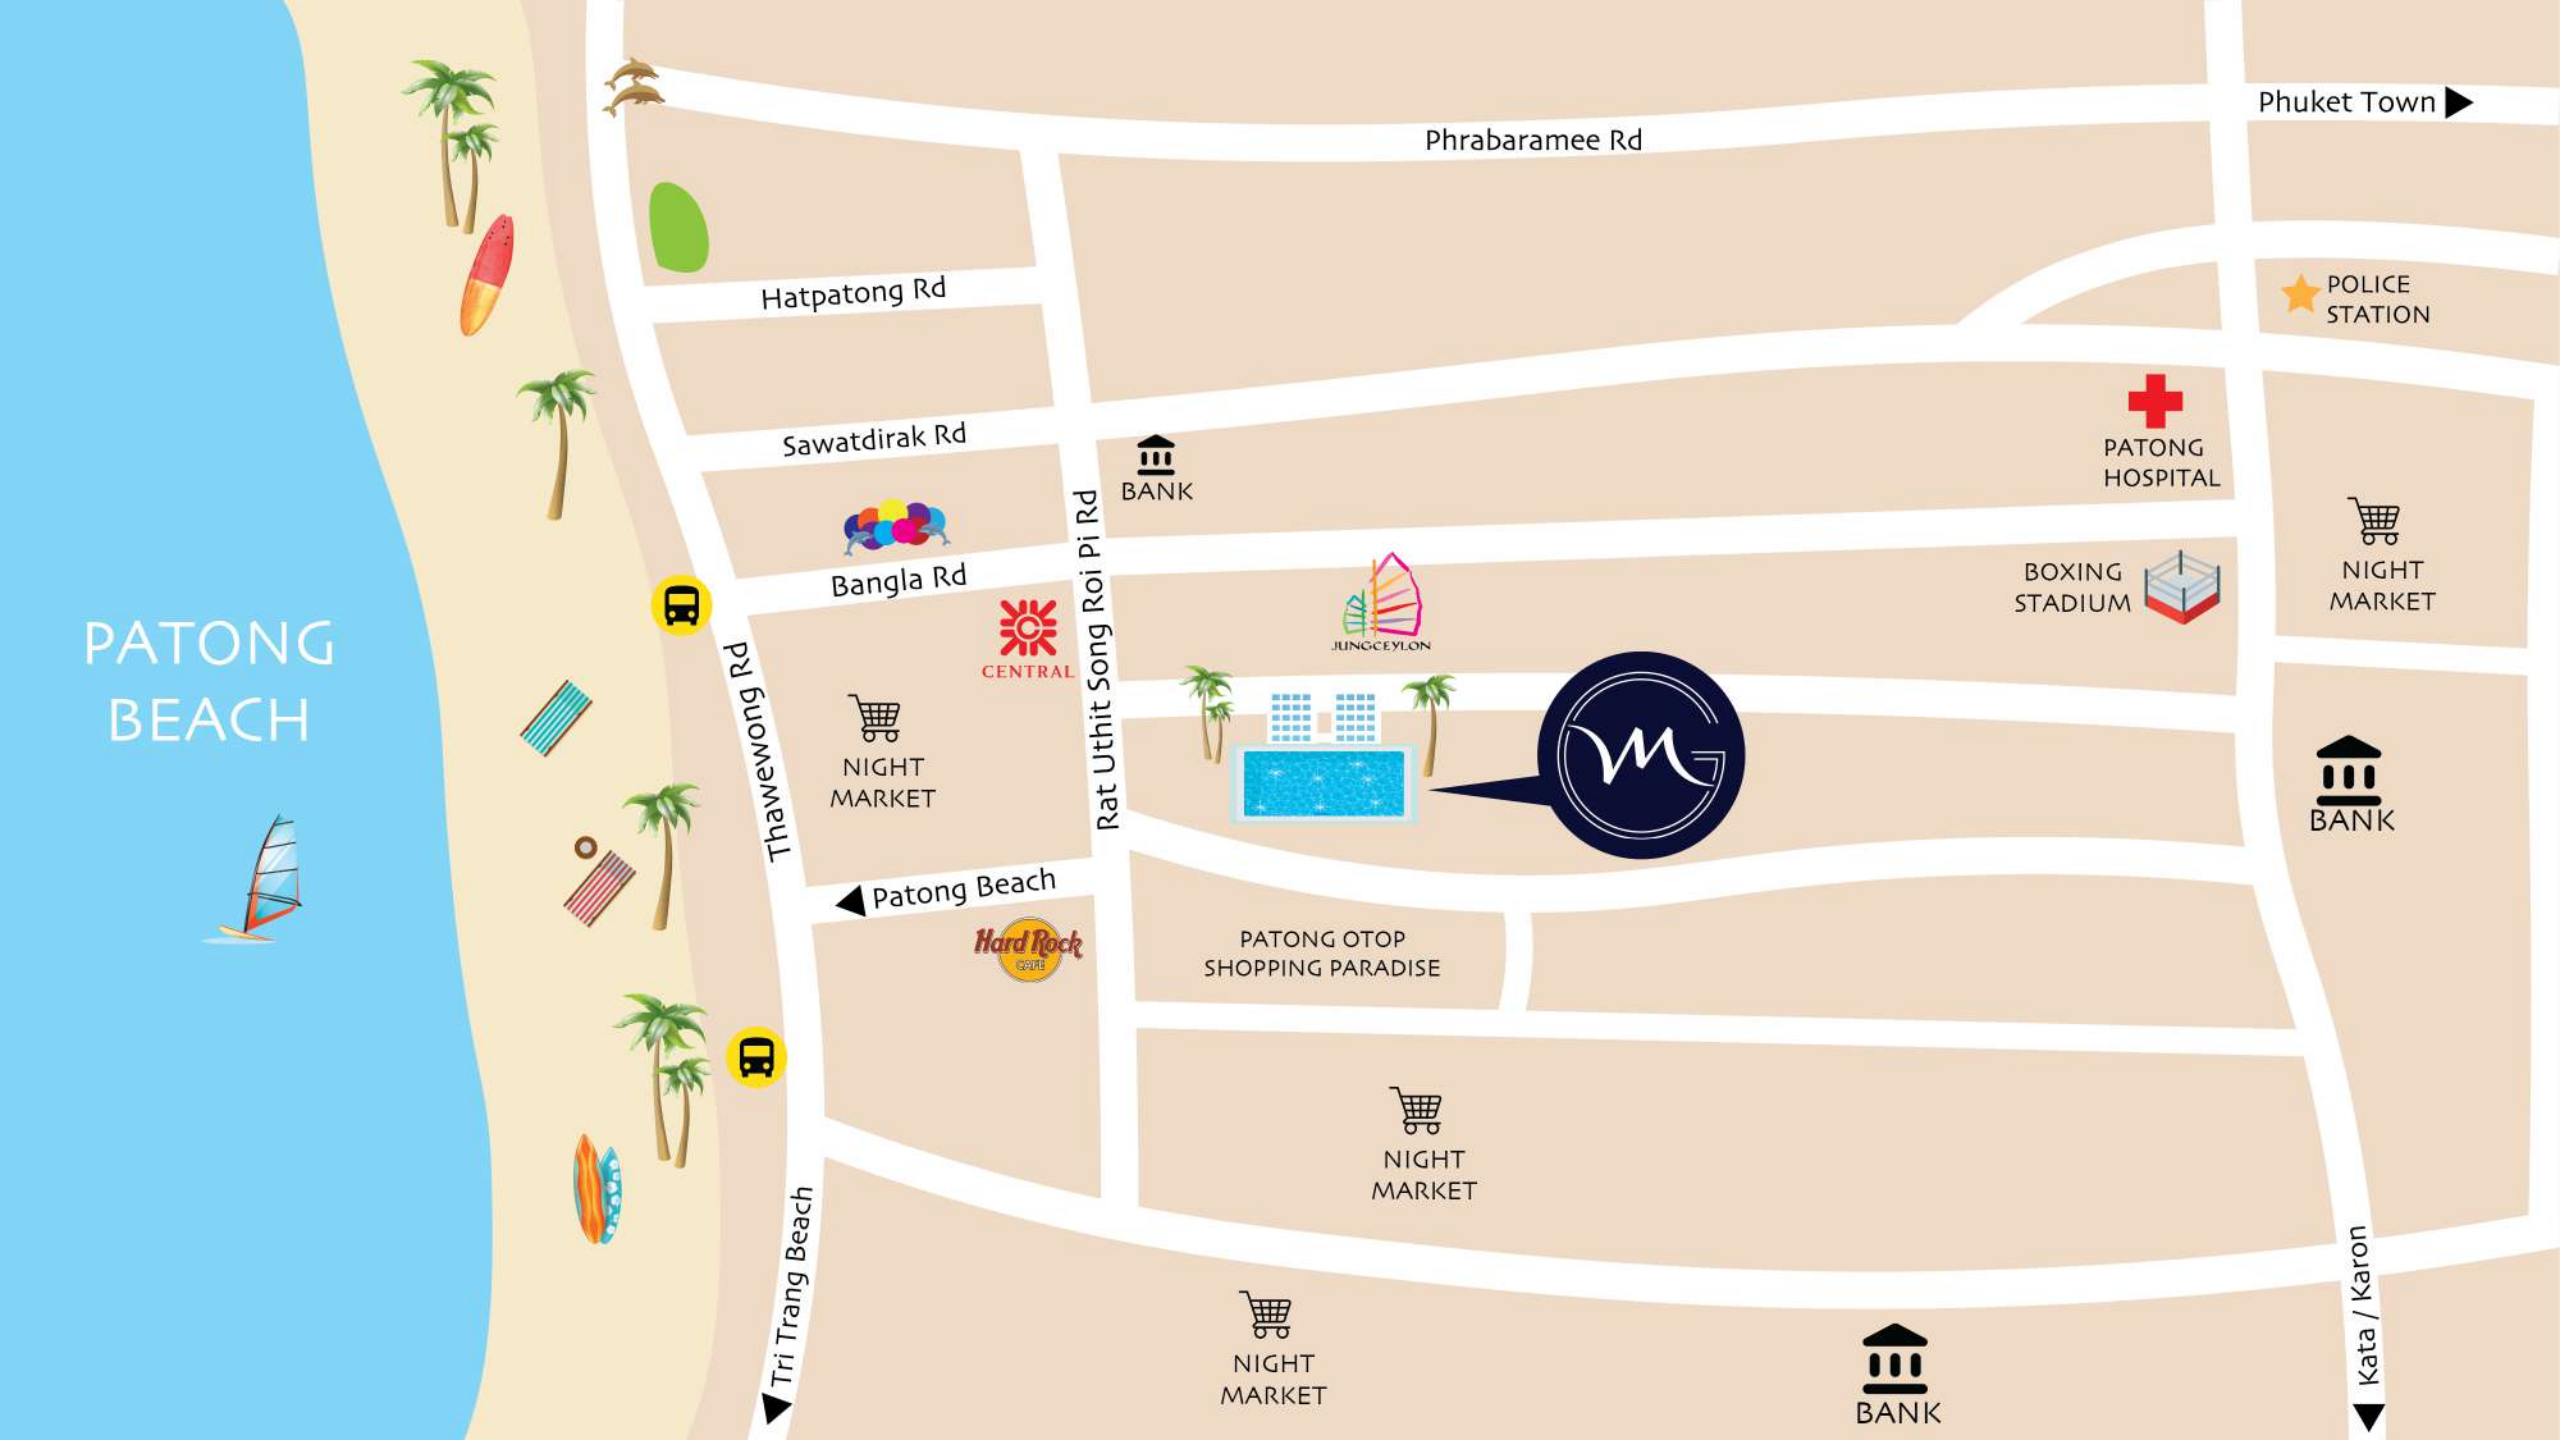 Phuket Town
Phrabaramee Rd
Hatpatong Rd
POLICE
STATION
Sawatdirak Rd
BANK
PATONG
HOSPITAL
Bangla Rd
Rat Uthit Song Roi Pi Rd
BOXING
STADIUM
NIGHT
MARKET
JUNGCEYLON
CENTRAL
PATONG
BEACH
Thawewong Rd
NIGHT
MARKET
MG
BANK
Patong Beach
Hard Rock
CAFE
PATONG OTOP
SHOPPING PARADISE
NIGHT
MARKET
Tri Trang Beach
Kata / Karon
NIGHT
MARKET
BANK